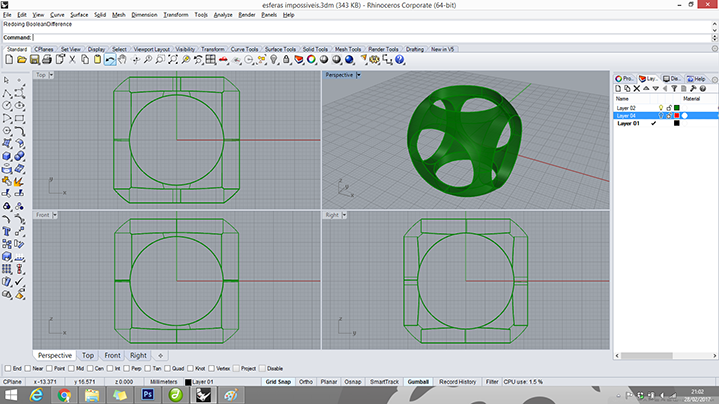 esferas impossíveis.3dm (343 KB) - Rhinoceros Corporate (64-bit)
File Edit View Curve Surface Solid Mesh Dimension Transform Tools Analyze Render Panels Help
Redoing BooleanDifference
Command:
Standard CPlanes Set View Display Select Viewport Layout Visibility Transform Curve Tools Surface Tools Solid Tools Mesh Tools Render Tools Drafting New in V5
Top
Perspective
Pro... Lay... Dis... Help
Name Material
Layer 02
Layer 04
Layer 01
y
x
z
y
x
Front
Right
z
x
z
y
Perspective Top Front Right
End Near Point Mid Cen Int Perp Tan Quad Knot Vertex Project Disable
CPlane x -13.371 y 16.571 z 0.000 Millimeters Layer 01 Grid Snap Ortho Planar Osnap SmartTrack Gumball Record History Filter CPU use: 1.5 %
Ps
21:02
28/02/2017